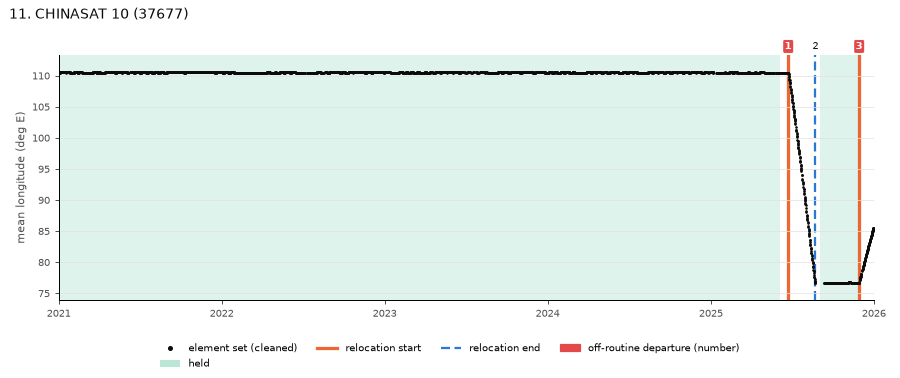 11. CHINASAT 10 (37677)
1 2 3
mean longitude (deg E)
110
105
100
95
90
85
80
75
2021 2022 2023 2024 2025 2026
element set (cleaned) relocation start relocation end off-routine departure (number)
held